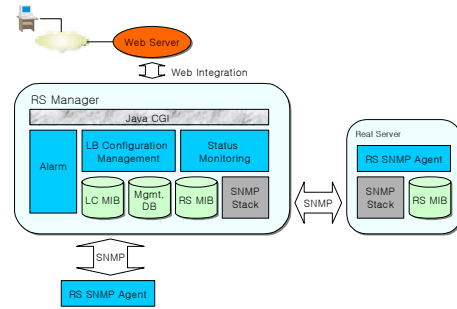 Web Server
Web Integration
RS Manager
Java CGI
Alarm
LB Configuration
Management
Status
Monitoring
LC MIB
Mgmt.
DB
RS MIB
SNMP
Stack
SNMP
Real Server
RS SNMP Agent
SNMP
Stack
RS MIB
SNMP
RS SNMP Agent